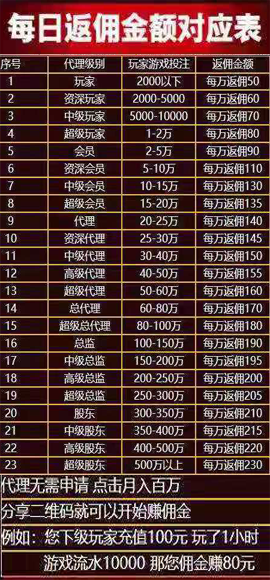 每日返佣金额对应表
序号 代理级别 玩家游戏投注 返佣金额
1 玩家 2000以下 每万返佣50
2 资深玩家 2000-5000 每万返佣60
3 中级玩家 5000-10000 每万返佣70
4 超级玩家 1-2万 每万返佣80
5 会员 2-5万 每万返佣90
6 资深会员 5-10万 每万返佣110
7 中级会员 10-15万 每万返佣130
8 超级会员 15-20万 每万返佣135
9 代理 20-25万 每万返佣140
10 资深代理 25-30万 每万返佣145
11 中级代理 30-40万 每万返佣150
12 高级代理 40-50万 每万返佣155
13 超级代理 50-60万 每万返佣160
14 总代理 60-80万 每万返佣170
15 超级总代理 80-100万 每万返佣180
16 总监 100-150万 每万返佣190
17 中级总监 150-200万 每万返佣195
18 高级总监 200-250万 每万返佣200
19 超级总监 250-300万 每万返佣205
20 股东 300-350万 每万返佣210
21 中级股东 350-400万 每万返佣215
22 高级股东 400-500万 每万返佣220
23 超级股东 500万以上 每万返佣230
代理无需申请 点击月入百万
分享二维码就可以开始赚佣金
例如：您下级玩家充值100元 玩了1小时
游戏流水10000 那您佣金赚80元